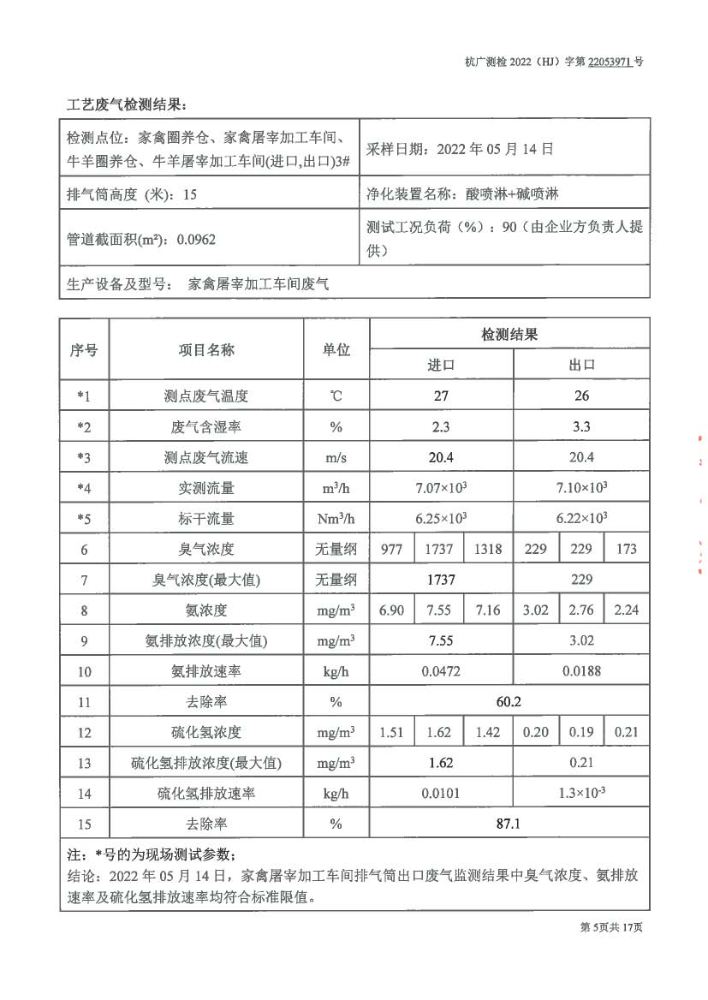 杭广测检 2022（HJ）字第 22053971 号
工艺废气检测结果：
检测点位：家禽圈养仓、家禽屠宰加工车间、
牛羊圈养仓、牛羊屠宰加工车间(进口,出口)3#
采样日期：2022 年 05 月 14 日
排气筒高度（米）：15
净化装置名称：酸喷淋+碱喷淋
管道截面积(m²)：0.0962
测试工况负荷（%）：90（由企业方负责人提
供）
生产设备及型号： 家禽屠宰加工车间废气
序号 项目名称 单位 检测结果
进口 出口
*1 测点废气温度 ℃ 27 26
*2 废气含湿率 % 2.3 3.3
*3 测点废气流速 m/s 20.4 20.4
*4 实测流量 m³/h 7.07×10³ 7.10×10³
*5 标干流量 Nm³/h 6.25×10³ 6.22×10³
6 臭气浓度 无量纲 977 1737 1318 229 229 173
7 臭气浓度(最大值) 无量纲 1737 229
8 氨浓度 mg/m³ 6.90 7.55 7.16 3.02 2.76 2.24
9 氨排放浓度(最大值) mg/m³ 7.55 3.02
10 氨排放速率 kg/h 0.0472 0.0188
11 去除率 % 60.2
12 硫化氢浓度 mg/m³ 1.51 1.62 1.42 0.20 0.19 0.21
13 硫化氢排放浓度(最大值) mg/m³ 1.62 0.21
14 硫化氢排放速率 kg/h 0.0101 1.3×10⁻³
15 去除率 % 87.1
注：*号的为现场测试参数；
结论：2022 年 05 月 14 日，家禽屠宰加工车间排气筒出口废气监测结果中臭气浓度、氨排放
速率及硫化氢排放速率均符合标准限值。
第 5页共 17页